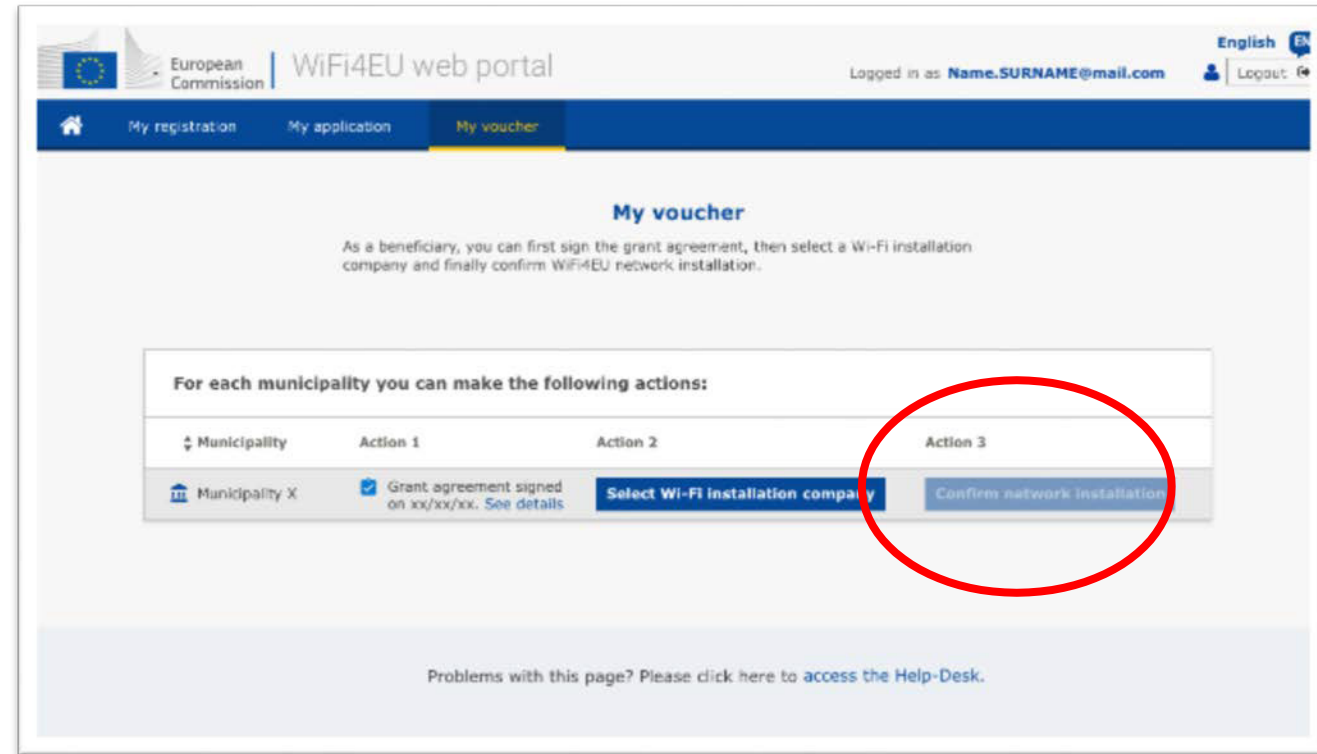 English EN
European Commission
WiFi4EU web portal
Logged in as Name.SURNAME@mail.com
Logout
My registration My application My voucher
My voucher
As a beneficiary, you can first sign the grant agreement, then select a Wi-Fi installation
company and finally confirm WiFi4EU network installation.
For each municipality you can make the following actions:
Municipality Action 1 Action 2 Action 3
Municipality X
Grant agreement signed
on xx/xx/xx. See details
Select Wi-Fi installation company
Confirm network installation
Problems with this page? Please click here to access the Help-Desk.